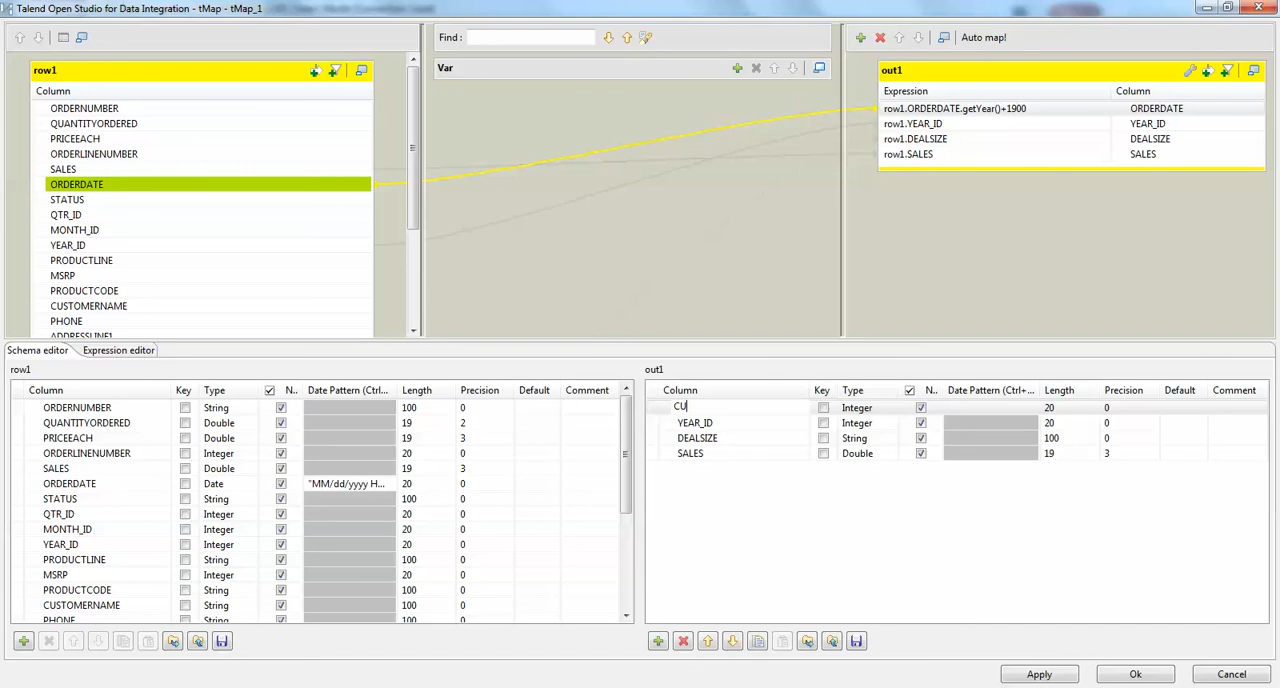 Talend Open Studio for Data Integration - tMap - tMap_1
Find :
Auto map!
row1
Column
ORDERNUMBER
QUANTITYORDERED
PRICEEACH
ORDERLINENUMBER
SALES
ORDERDATE
STATUS
QTR_ID
MONTH_ID
YEAR_ID
PRODUCTLINE
MSRP
PRODUCTCODE
CUSTOMERNAME
PHONE
ADDRESSLINE1
Var
out1
Expression Column
row1.ORDERDATE.getYear()+1900 ORDERDATE
row1.YEAR_ID YEAR_ID
row1.DEALSIZE DEALSIZE
row1.SALES SALES
Schema editor Expression editor
row1
Column Key Type N.. Date Pattern (Ctrl... Length Precision Default Comment
ORDERNUMBER String 100 0
QUANTITYORDERED Double 19 2
PRICEEACH Double 19 3
ORDERLINENUMBER Integer 20 0
SALES Double 19 3
ORDERDATE Date "MM/dd/yyyy H... 20 0
STATUS String 100 0
QTR_ID Integer 20 0
MONTH_ID Integer 20 0
YEAR_ID Integer 20 0
PRODUCTLINE String 100 0
MSRP Integer 20 0
PRODUCTCODE String 100 0
CUSTOMERNAME String 100 0
PHONE String 100 0
out1
Column Key Type N.. Date Pattern (Ctrl+... Length Precision Default Comment
CU Integer 20 0
YEAR_ID Integer 20 0
DEALSIZE String 100 0
SALES Double 19 3
Apply Ok Cancel